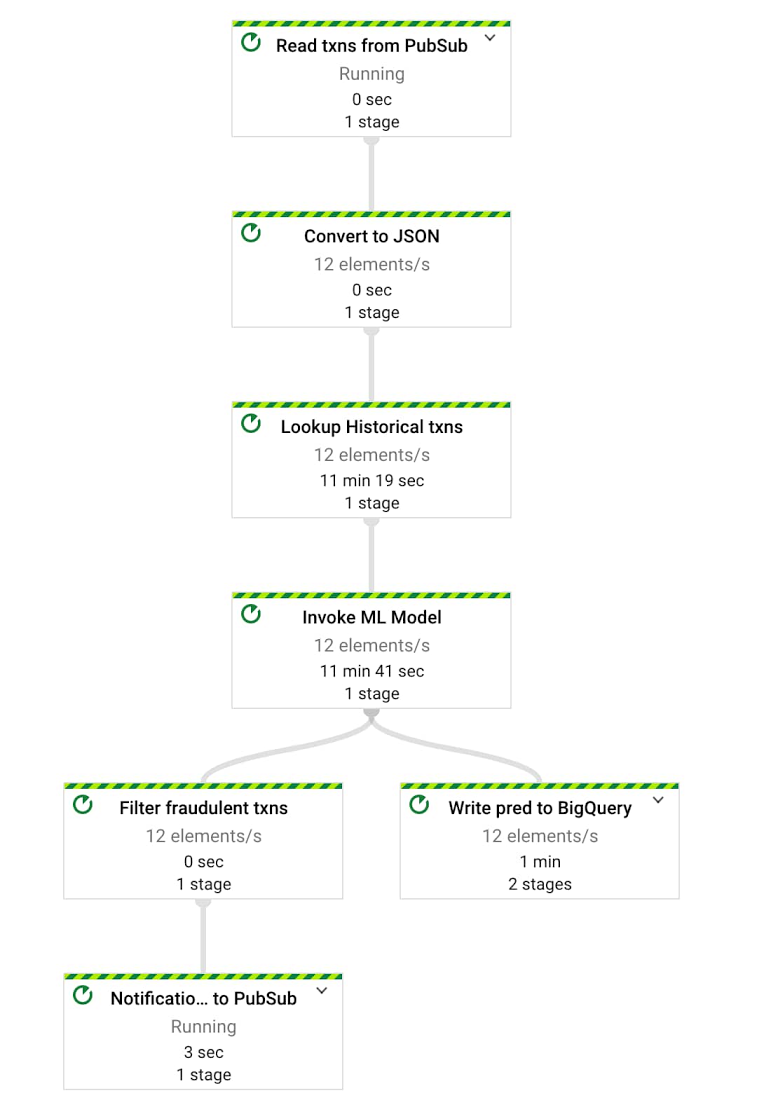 Read txns from PubSub
Running
0 sec
1 stage
Convert to JSON
12 elements/s
0 sec
1 stage
Lookup Historical txns
12 elements/s
11 min 19 sec
1 stage
Invoke ML Model
12 elements/s
11 min 41 sec
1 stage
Filter fraudulent txns
12 elements/s
0 sec
1 stage
Write pred to BigQuery
12 elements/s
1 min
2 stages
Notificatio... to PubSub
Running
3 sec
1 stage